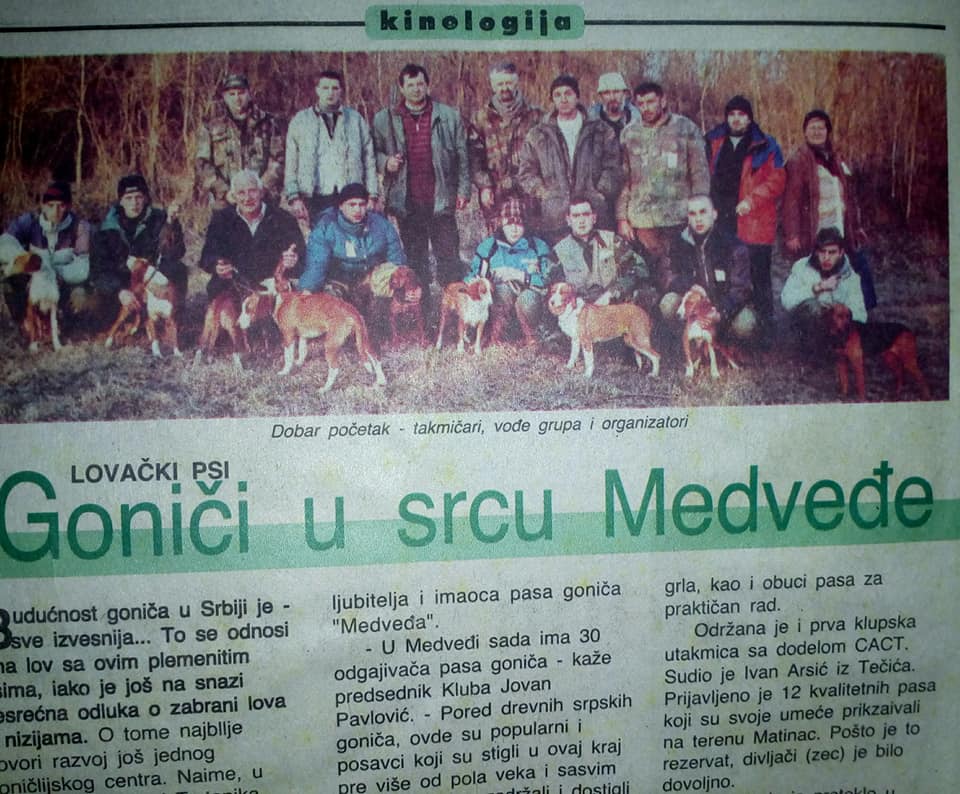 kinologija
Dobar početak - takmičari, vođe grupa i organizatori
LOVAČKI PSI
Goniči u srcu Medveđe
Budućnost goniča u Srbiji je -
sve izvesnija... To se odnosi
na lov sa ovim plemenitim
sima, iako je još na snazi
esrećna odluka o zabrani lova
nizijama. O tome najbllje
ovori razvoj još jednog
oničlijskog centra. Naime, u
ljubitelja i imaoca pasa goniča
"Medveđa".
- U Medveđi sada ima 30
odgajivača pasa goniča - kaže
predsednik Kluba Jovan
Pavlović. - Pored drevnih srpskih
goniča, ovde su popularni i
posavci koji su stigli u ovaj kraj
pre više od pola veka i sasvim
i dostigli
grla, kao i obuci pasa za
praktičan rad.
Održana je i prva klupska
utakmica sa dodelom CACT.
Sudio je Ivan Arsić iz Tečića.
Prijavljeno je 12 kvalitetnih pasa
koji su svoje umeće prikzaivali
na terenu Matinac. Pošto je to
rezervat, divljači (zec) je bilo
dovoljno.